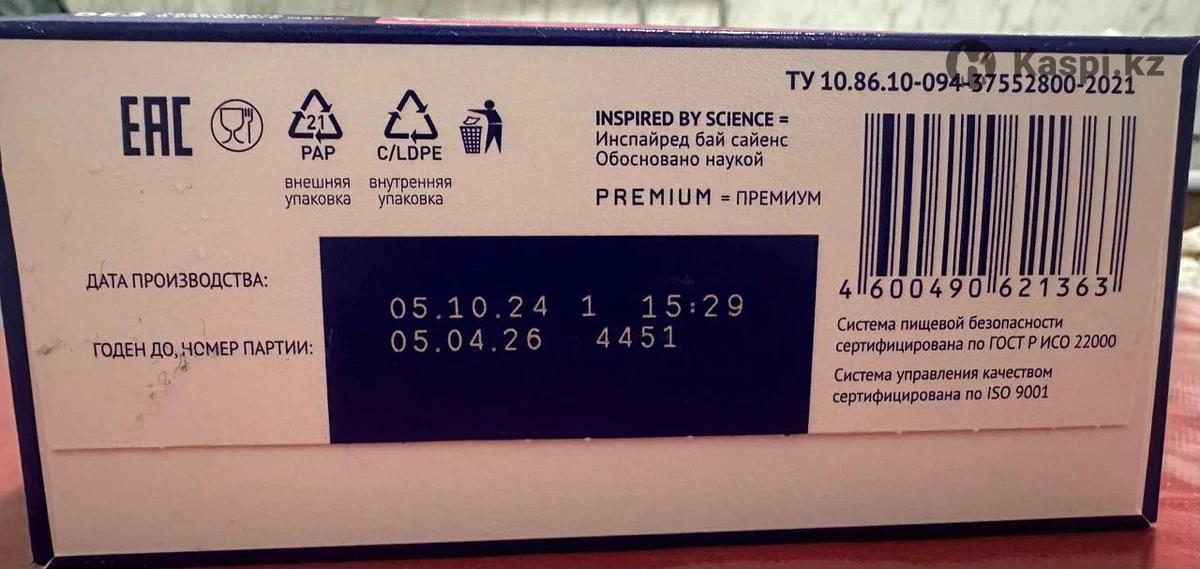 Kaspi.kz
ТУ 10.86.10-094-37552800-2021
EAC
21
PAP
C/LDPE
внешняя
упаковка
внутренняя
упаковка
INSPIRED BY SCIENCE =
Инспайред бай сайенс
Обосновано наукой
PREMIUM = ПРЕМИУМ
4 600490 621363
ДАТА ПРОИЗВОДСТВА:
05.10.24 1 15:29
ГОДЕН ДО, НОМЕР ПАРТИИ:
05.04.26 4451
Система пищевой безопасности
сертифицирована по ГОСТ Р ИСО 22000
Система управления качеством
сертифицирована по ISO 9001